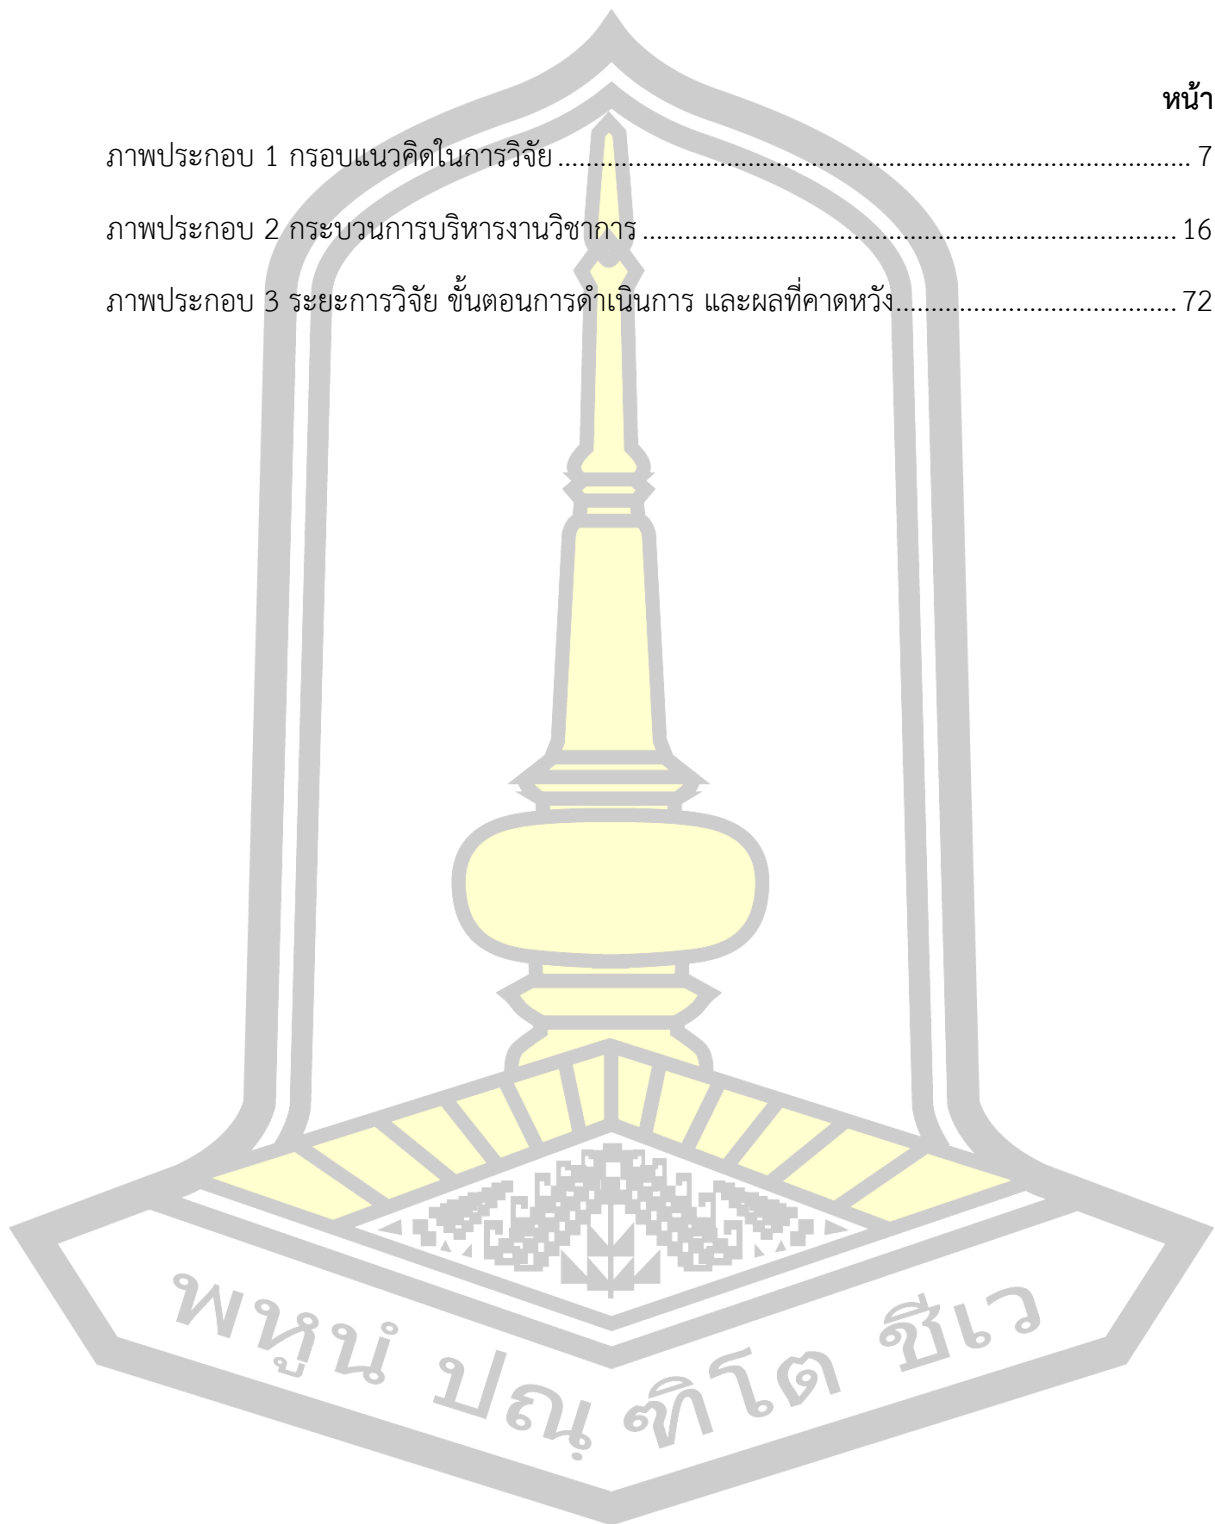 หน้า
ภาพประกอบ 1 กรอบแนวคิดในการวิจัย 7
ภาพประกอบ 2 กระบวนการบริหารงานวิชาการ 16
ภาพประกอบ 3 ระยะการวิจัย ขั้นตอนการดำเนินการ และผลที่คาดหวัง 72
พหูนํ ปณฺ ฑิโต ชีเว